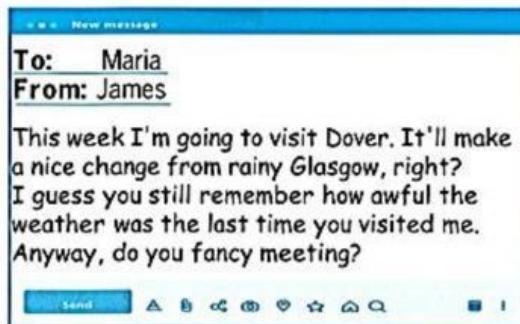 New message
To: Maria
From: James
This week I'm going to visit Dover. It'll make
a nice change from rainy Glasgow, right?
I guess you still remember how awful the
weather was the last time you visited me.
Anyway, do you fancy meeting?
Send